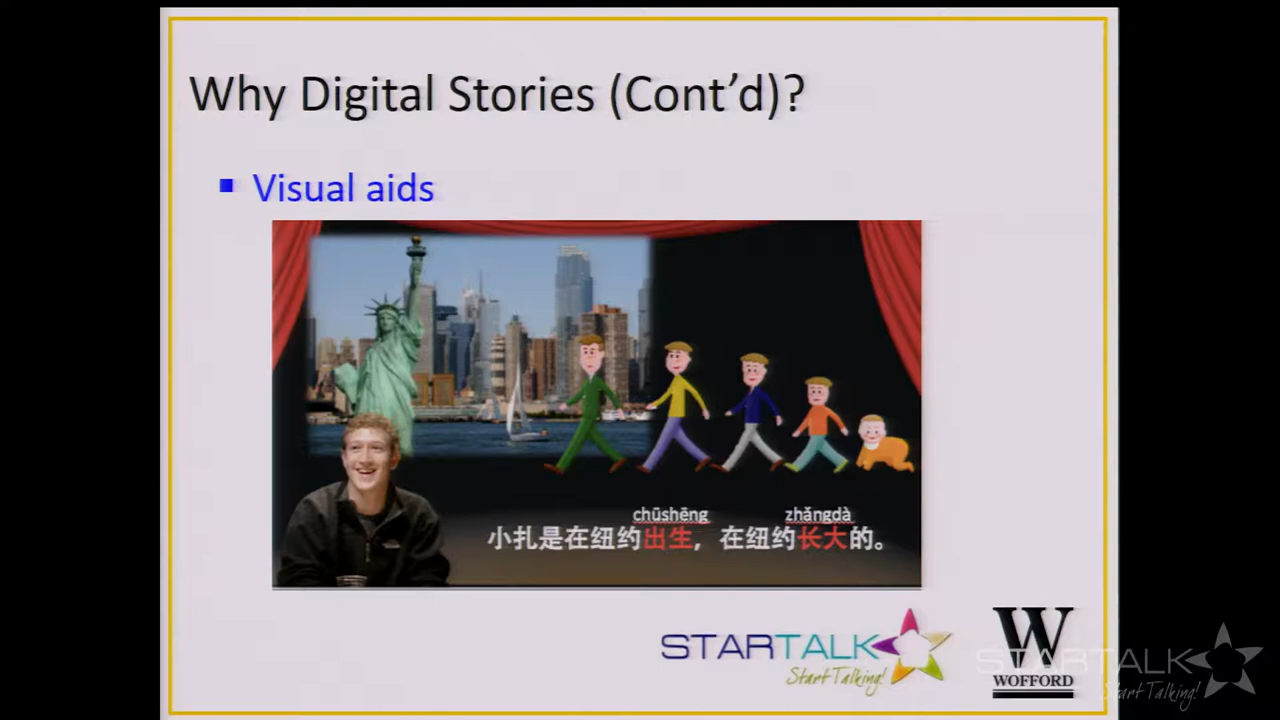 Why Digital Stories (Cont'd)?
Visual aids
chūshēng zhǎngdà
小扎是在纽约出生，在纽约长大的。
STARTALK
Start Talking!
W
WOFFORD
STARTALK
Start Talking!